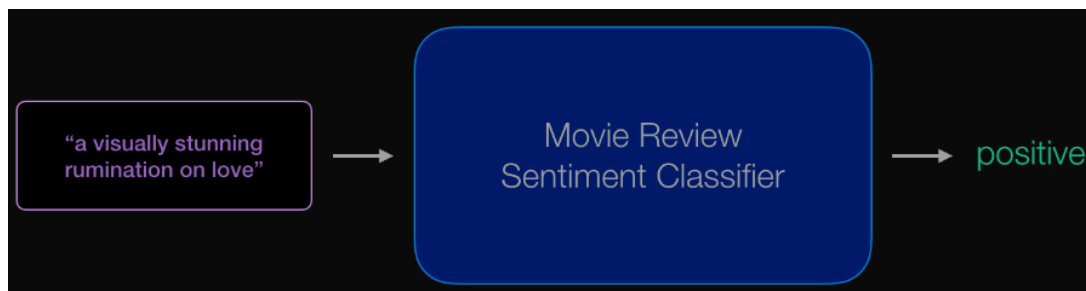 “a visually stunning
rumination on love”
Movie Review
Sentiment Classifier
positive